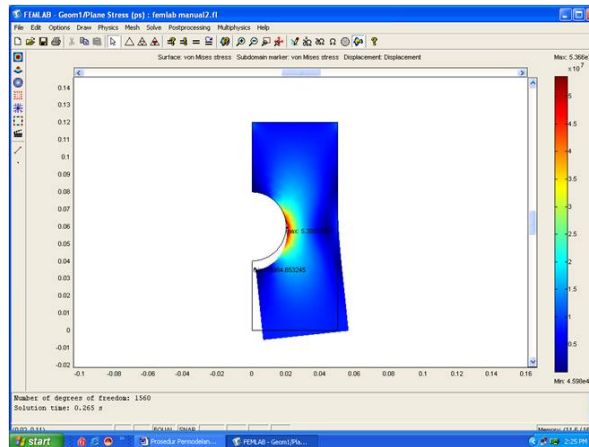 FEMLAB - Geom1/Plane Stress (ps) : femlab manual2.fl
File Edit Options Draw Physics Mesh Solve Postprocessing Multiphysics Help
Surface: von Mises stress Subdomain marker: von Mises stress Displacement: Displacement
Max: 5.366e
x 10
7
0.14
0.13
0.12
0.11
0.1
0.09
0.08
0.07
0.06
0.05
0.04
0.03
0.02
0.01
0
-0.01
-0.02
-0.1 -0.08 -0.06 -0.04 -0.02 0 0.02 0.04 0.06 0.08 0.1 0.12 0.14 0.16
5
4.5
4
3.5
3
2.5
2
1.5
1
0.5
Min: 4.598e4
Number of degrees of freedom: 1560
Solution time: 0.265 s
EQUAL SNAP
start
Prosedur Permodelan...
FEMLAB - Geom1/Pla...
2:25 PM